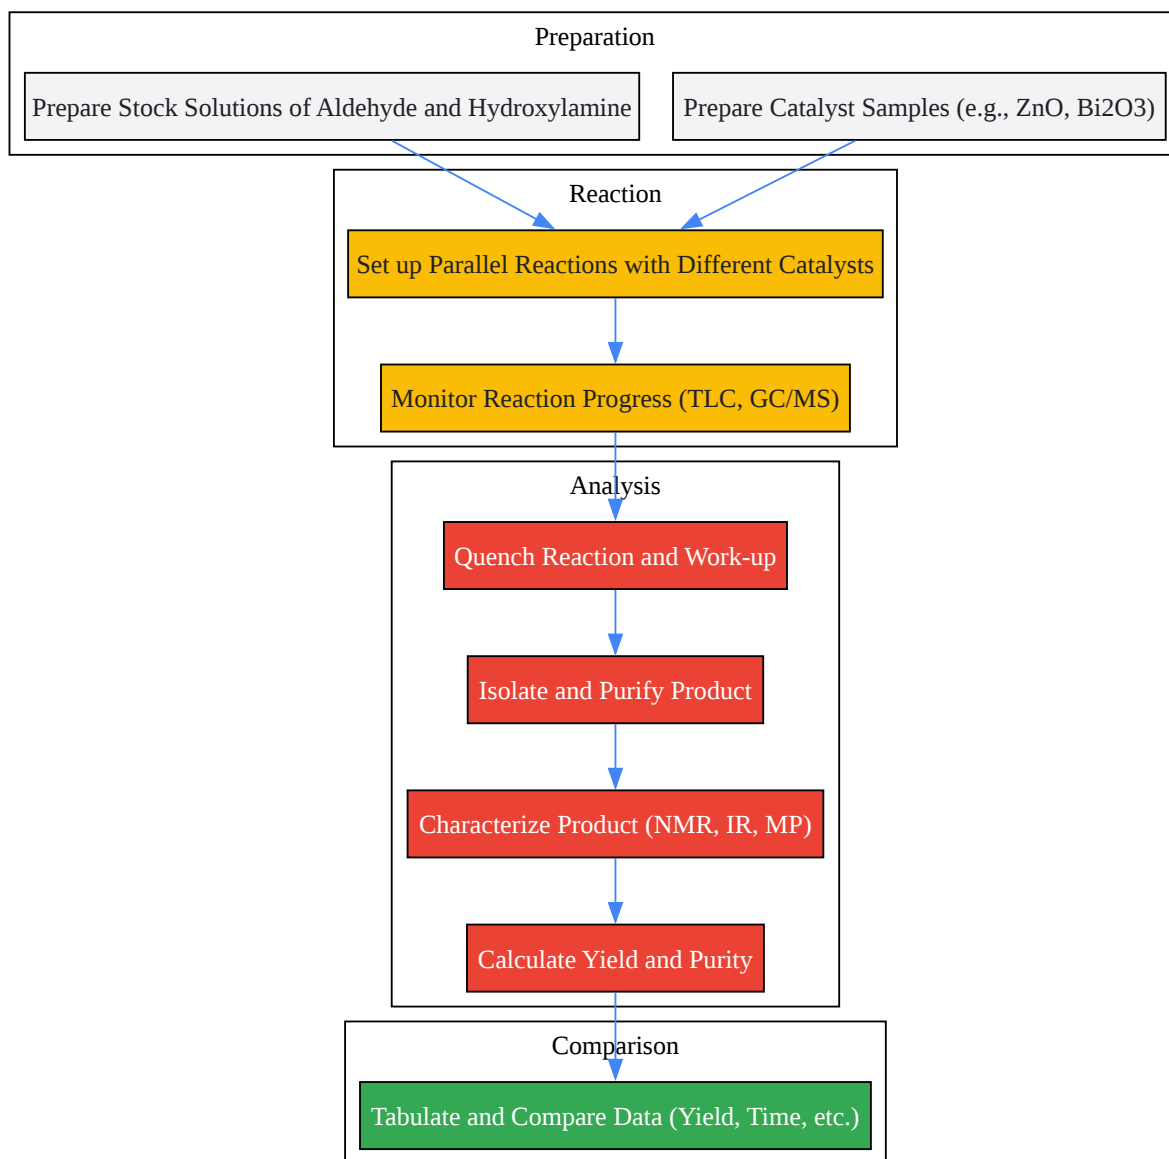 Preparation
Prepare Stock Solutions of Aldehyde and Hydroxylamine
Prepare Catalyst Samples (e.g., ZnO, Bi2O3)
Reaction
Set up Parallel Reactions with Different Catalysts
Monitor Reaction Progress (TLC, GC/MS)
Analysis
Quench Reaction and Work-up
Isolate and Purify Product
Characterize Product (NMR, IR, MP)
Calculate Yield and Purity
Comparison
Tabulate and Compare Data (Yield, Time, etc.)